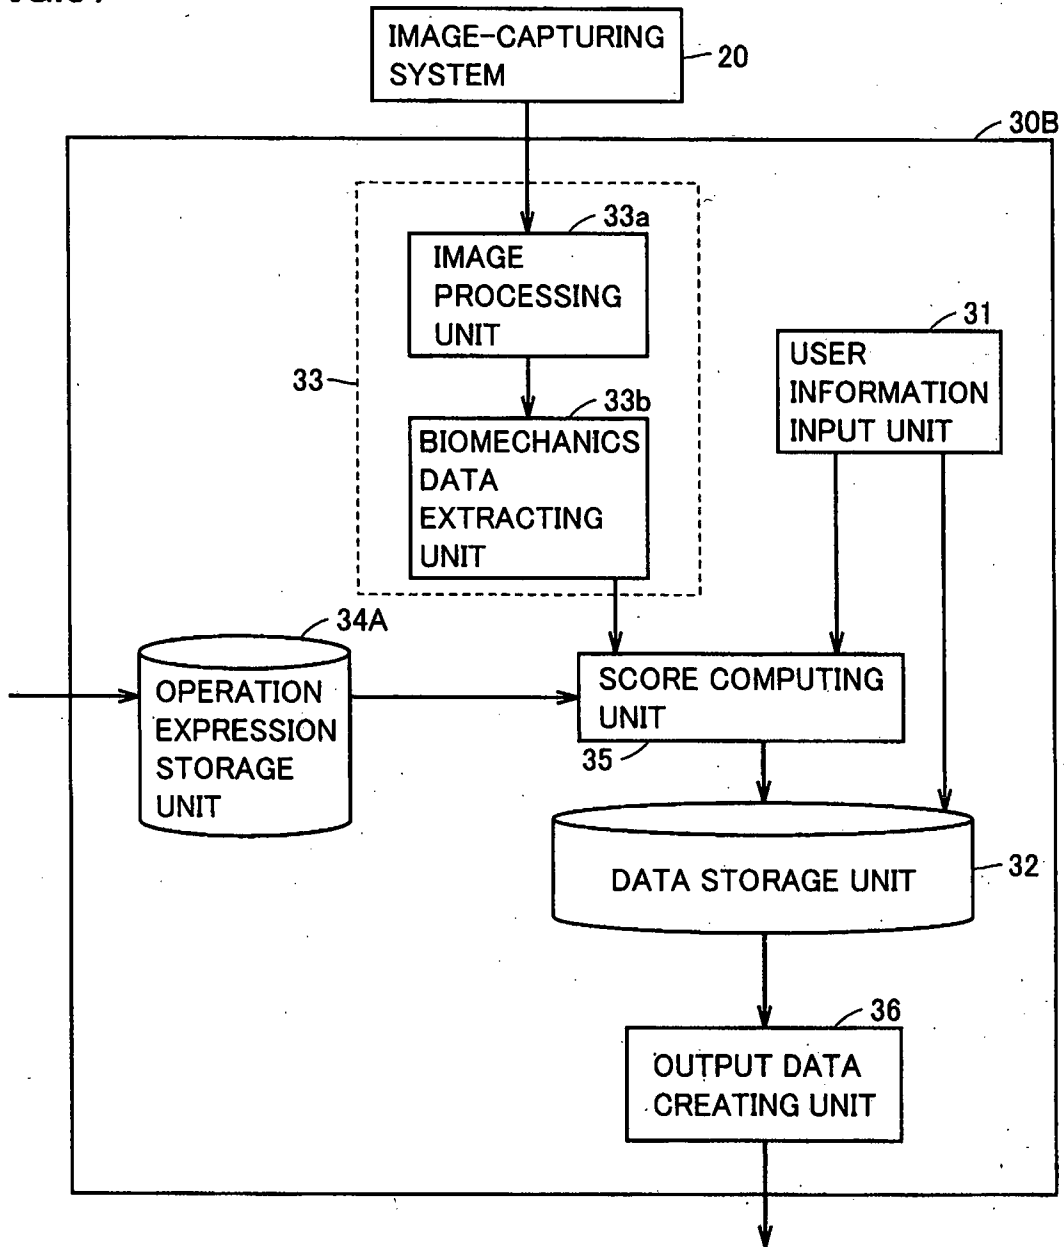 IMAGE-CAPTURING
SYSTEM
20
30B
33a
IMAGE
PROCESSING
UNIT
31
USER
INFORMATION
INPUT UNIT
33
33b
BIOMECHANICS
DATA
EXTRACTING
UNIT
34A
OPERATION
EXPRESSION
STORAGE
UNIT
SCORE COMPUTING
UNIT
35
DATA STORAGE UNIT
32
36
OUTPUT DATA
CREATING UNIT